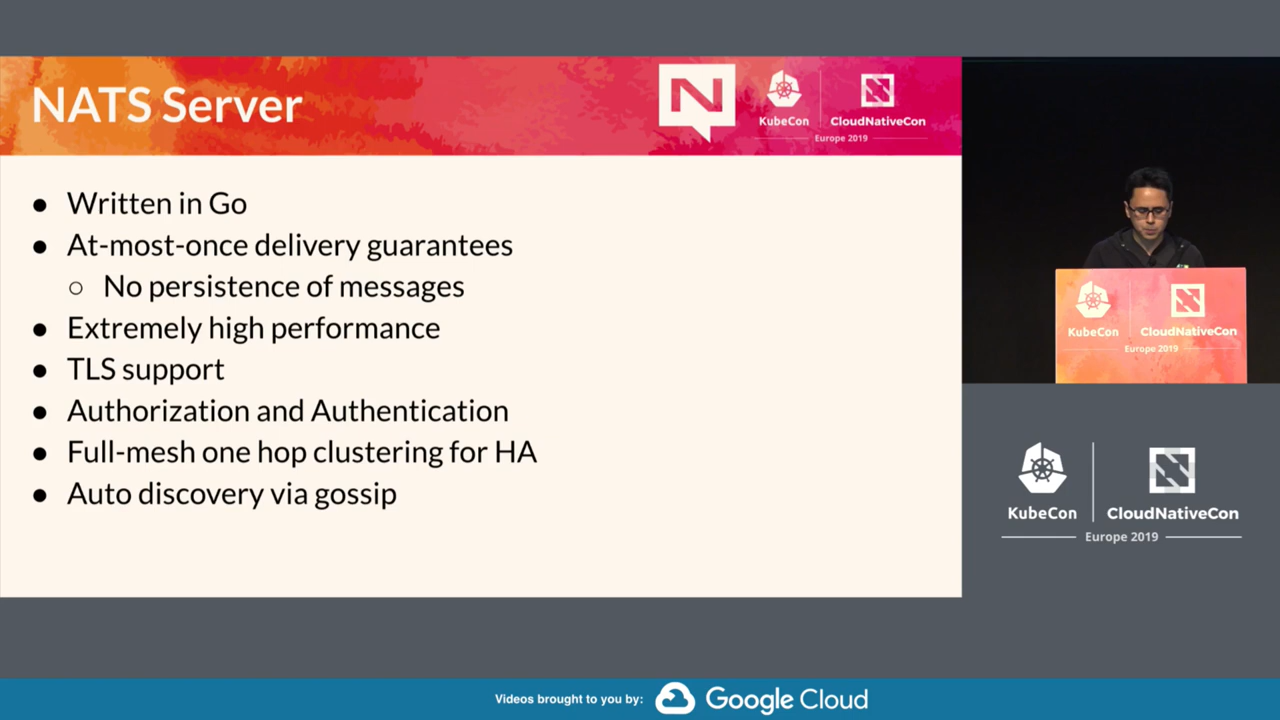 NATS Server
N
KubeCon
CloudNativeCon
Europe 2019
● Written in Go
● At-most-once delivery guarantees
○ No persistence of messages
● Extremely high performance
● TLS support
● Authorization and Authentication
● Full-mesh one hop clustering for HA
● Auto discovery via gossip
KubeCon
CloudNativeCon
Europe 2019
KubeCon
CloudNativeCon
Europe 2019
Videos brought to you by: Google Cloud